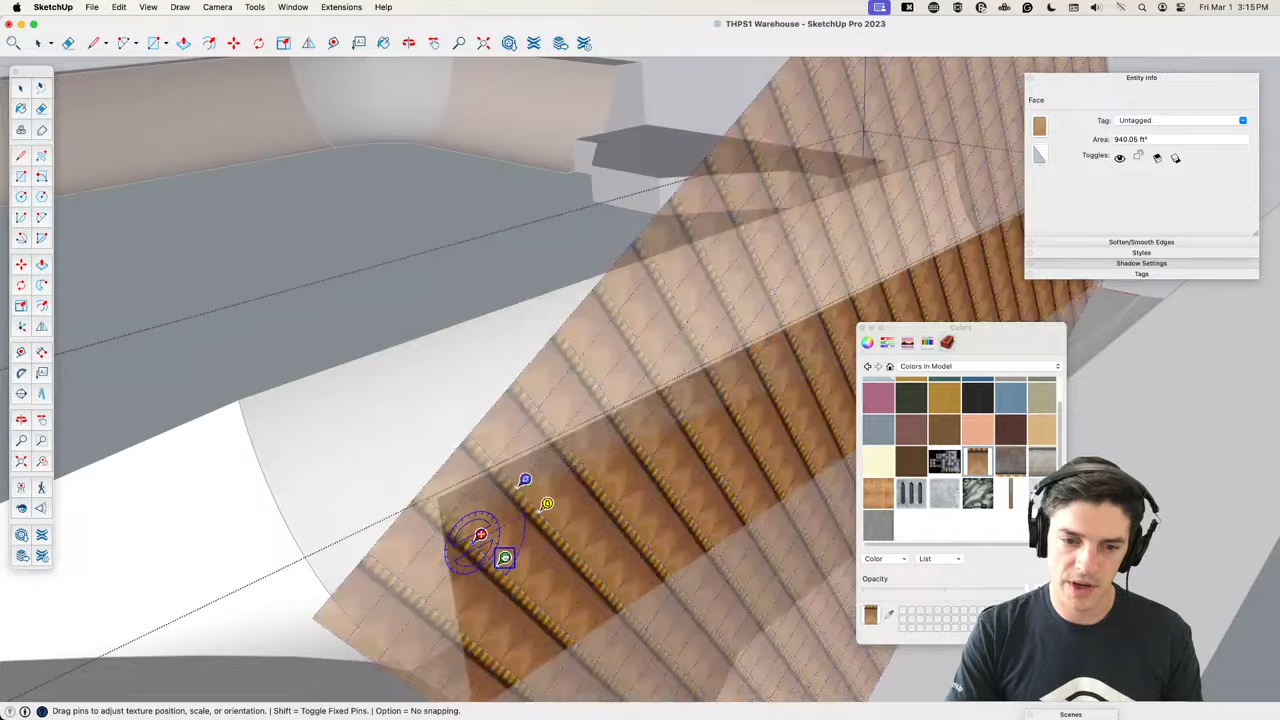 SketchUp File Edit View Draw Camera Tools Window Extensions Help Fri Mar 1 3:15PM
THPS1 Warehouse - SketchUp Pro 2023
Entity Info
Face
Tag: Untagged
Area: 940.05 ft²
Toggles:
Soften/Smooth Edges
Styles
Shadow Settings
Tags
Colors
Colors In Model
Color List
Opacity
Drag pins to adjust texture position, scale, or orientation. | Shift = Toggle Fixed Pins. | Option = No snapping.
Scenes